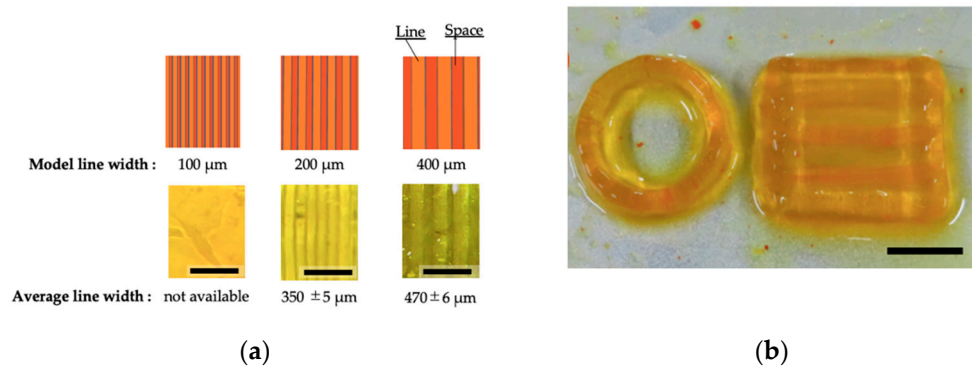 Line Space
Model line width : 100 μm 200 μm 400 μm
Average line width : not available 350 ±5 μm 470±6 μm
(a) (b)